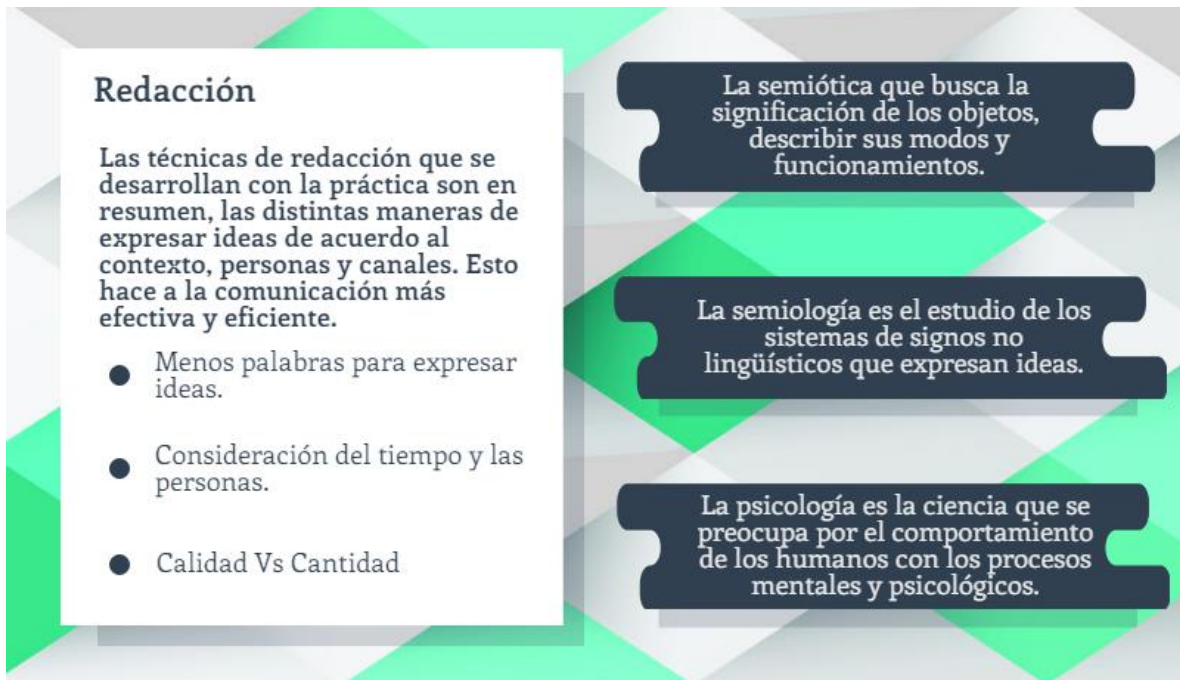 Redacción
Las técnicas de redacción que se
desarrollan con la práctica son en
resumen, las distintas maneras de
expresar ideas de acuerdo al
contexto, personas y canales. Esto
hace a la comunicación más
efectiva y eficiente.
Menos palabras para expresar
ideas.
Consideración del tiempo y las
personas.
Calidad Vs Cantidad
La semiótica que busca la
significación de los objetos,
describir sus modos y
funcionamientos.
La semiología es el estudio de los
sistemas de signos no
lingüísticos que expresan ideas.
La psicología es la ciencia que se
preocupa por el comportamiento
de los humanos con los procesos
mentales y psicológicos.